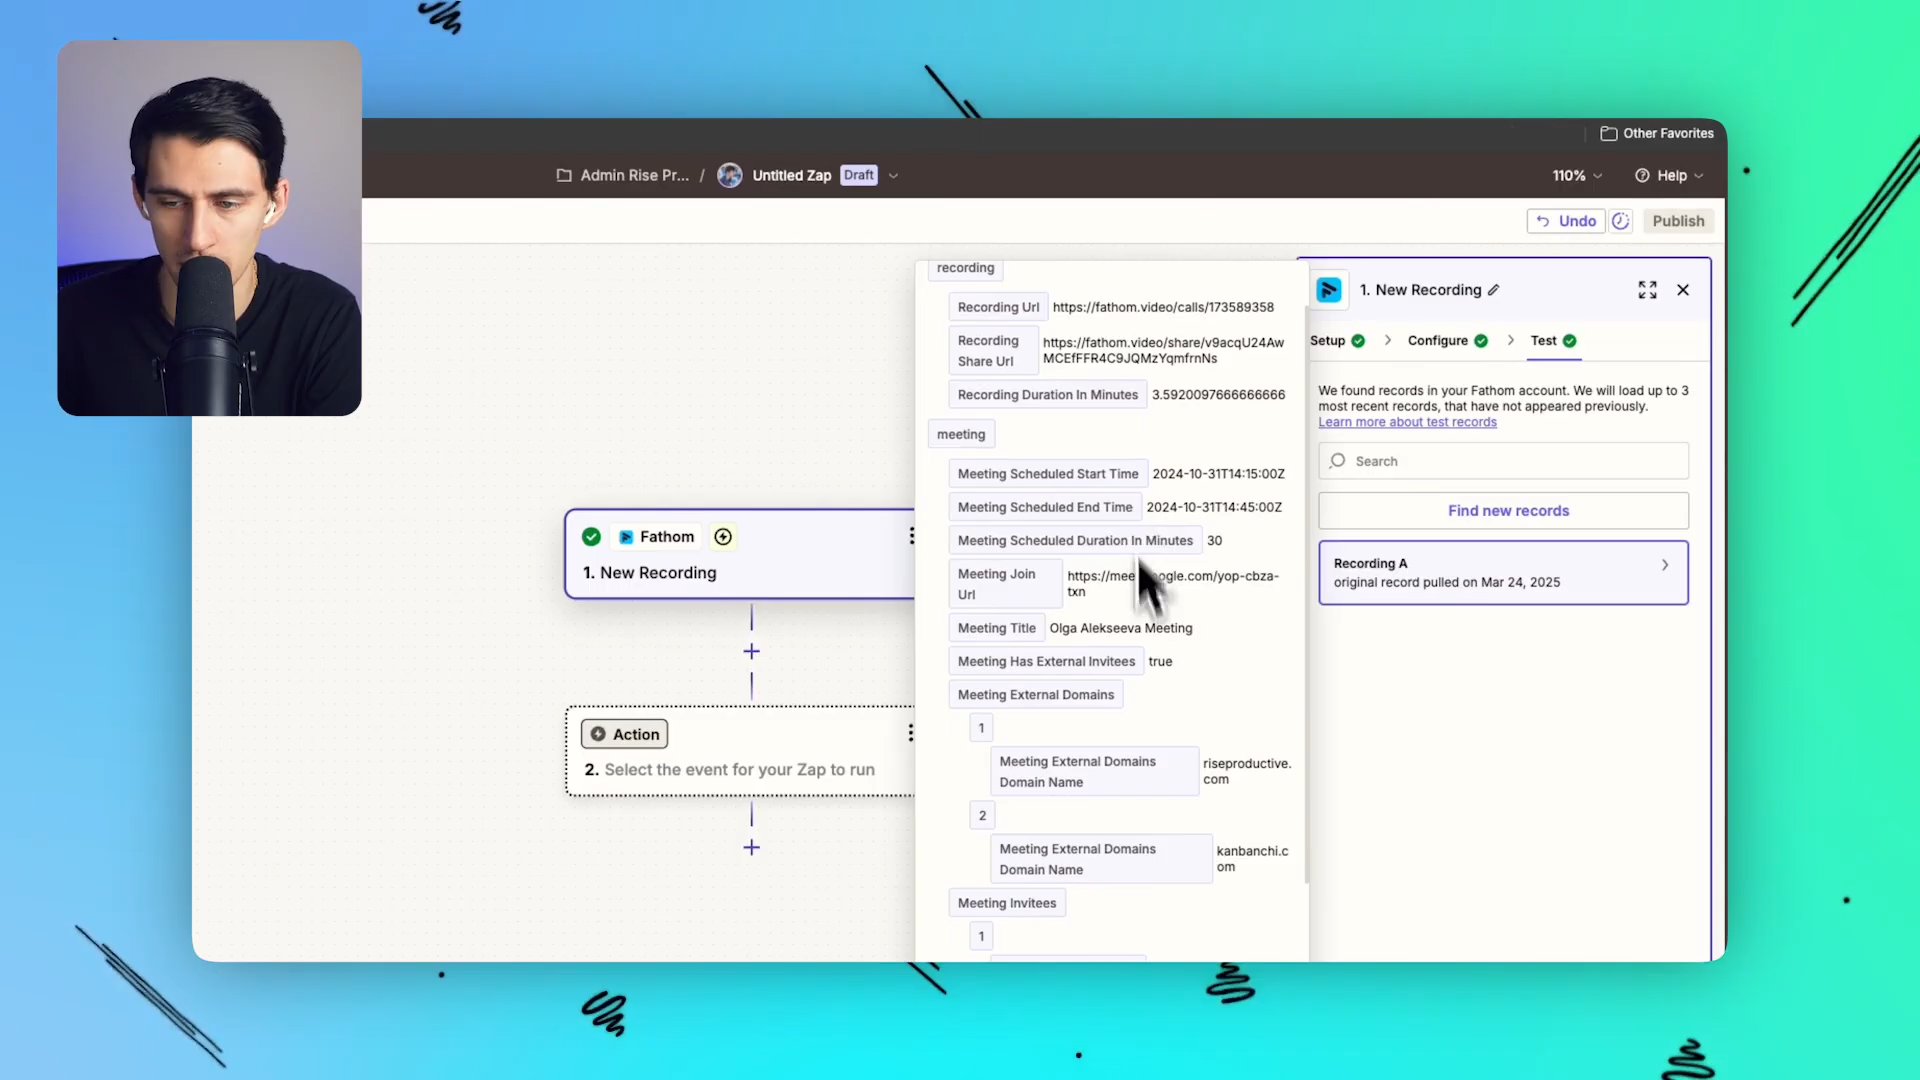 Other Favorites
Admin Rise Pr... / Untitled Zap Draft
110% Help
Undo Publish
recording
Recording Url https://fathom.video/calls/173589358
Recording Share Url https://fathom.video/share/v9acqU24Aw
MCEfFFR4C9JQMzYqmfrnNs
Recording Duration In Minutes 3.5920097666666666
meeting
Meeting Scheduled Start Time 2024-10-31T14:15:00Z
Meeting Scheduled End Time 2024-10-31T14:45:00Z
Meeting Scheduled Duration In Minutes 30
Meeting Join Url
txn
Meeting Title Olga Alekseeva Meeting
Meeting Has External Invitees true
Meeting External Domains
1
Meeting External Domains
Domain Name riseproductive.
com
2
Meeting External Domains
Domain Name kanbanchi.c
om
Meeting Invitees
1
Fathom
1. New Recording
Action
2. Select the event for your Zap to run
1. New Recording
Setup Configure Test
We found records in your Fathom account. We will load up to 3
most recent records, that have not appeared previously.
Learn more about test records
Search
Find new records
Recording A
original record pulled on Mar 24, 2025